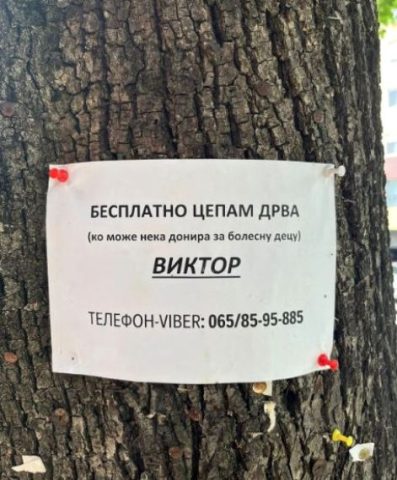 БЕСПЛАТНО ЦЕПАМ ДРВА
(ко може нека донира за болесну децу)
ВИКТОР
ТЕЛЕФОН-VIBER: 065/85-95-885